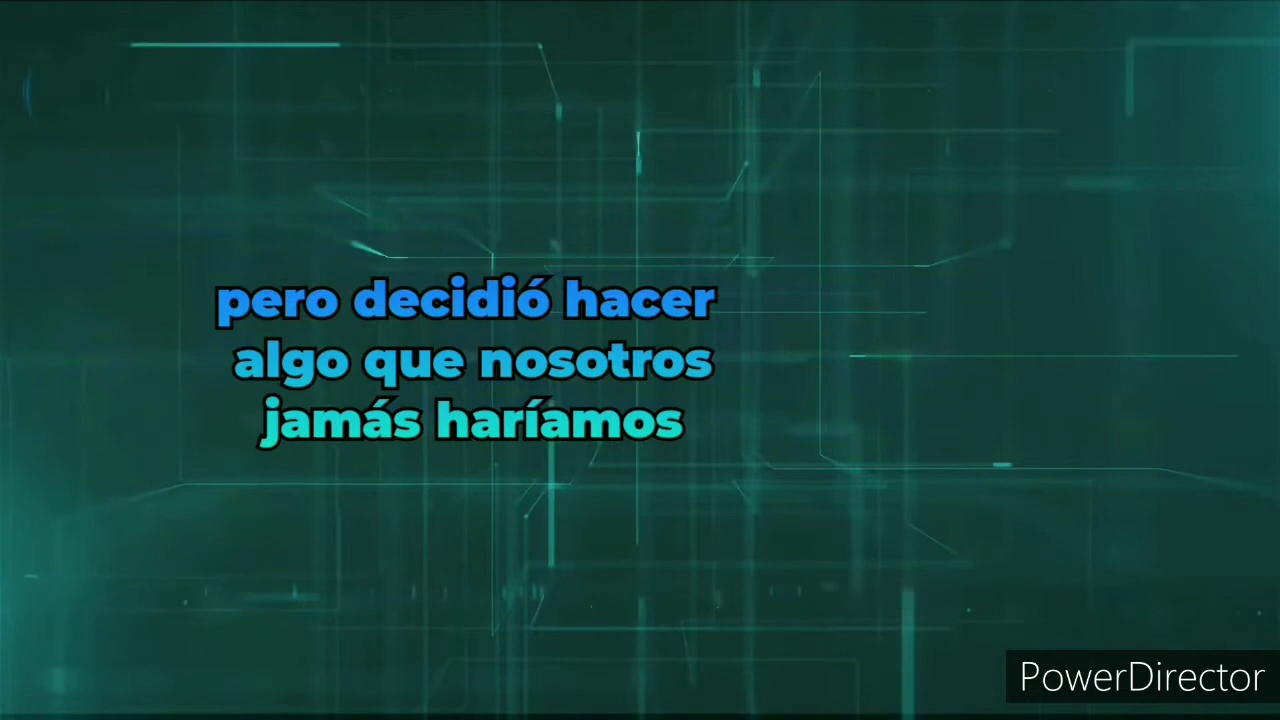 pero decidió hacer
algo que nosotros
jamás haríamos
PowerDirector